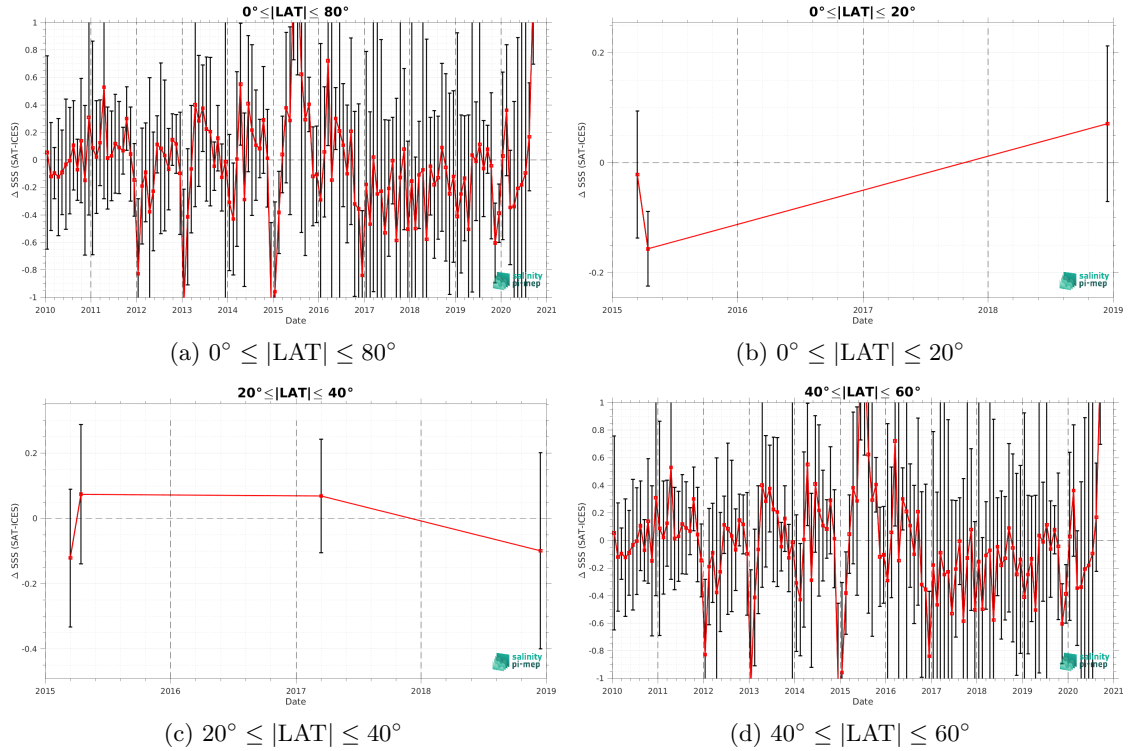 0°≤|LAT|≤ 80°
1
0.8
0.6
0.4
0.2
0
-0.2
-0.4
-0.6
-0.8
-1
Δ SSS (SAT-ICES)
2010 2011 2012 2013 2014 2015 2016 2017 2018 2019 2020 2021
Date
salinity
pi-mep
(a) 0° ≤ |LAT| ≤ 80°
0°≤|LAT|≤ 20°
0.2
0
-0.2
Δ SSS (SAT-ICES)
2015 2016 2017 2018 2019
Date
salinity
pi-mep
(b) 0° ≤ |LAT| ≤ 20°
20°≤|LAT|≤ 40°
0.2
0
-0.2
-0.4
Δ SSS (SAT-ICES)
2015 2016 2017 2018 2019
Date
salinity
pi-mep
(c) 20° ≤ |LAT| ≤ 40°
40°≤|LAT|≤ 60°
1
0.8
0.6
0.4
0.2
0
-0.2
-0.4
-0.6
-0.8
-1
Δ SSS (SAT-ICES)
2010 2011 2012 2013 2014 2015 2016 2017 2018 2019 2020 2021
Date
salinity
pi-mep
(d) 40° ≤ |LAT| ≤ 60°